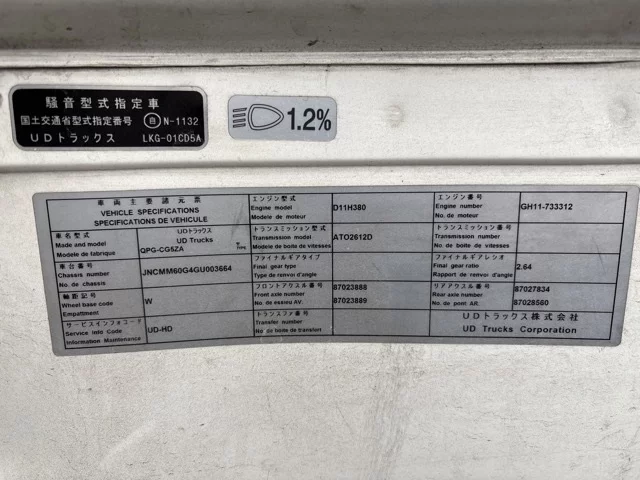 騒音型式指定車
国土交通省型式指定番号 自 N-1132
UDトラックス LKG-01CD5A
1.2%
車両主要諸元票
VEHICLE SPECIFICATIONS
SPECIFICATIONS DE VEHICULE
車名型式
Made and model
Modele de fabrique
UDトラックス
UD Trucks
QPG-CG5ZA
TYPE
車台番号
Chassis number
No. de chassis
JNCMM60G4GU003664
軸距記号
Wheel base code
Empattement
W
サービスインフォコード
Service Info Code
Information Maintenance
UD-HD
エンジン型式
Engine model
Modele de moteur
D11H380
トランスミッション型式
Transmission model
Modele de boite de vitesses
ATO2612D
ファイナルギアタイプ
Final gear type
Type de renvoi d'angle
フロントアクスル番号
Front axle number
No. de essieu AV.
87023888
87023889
トランスファ番号
Transfer number
No de boite de transfert
エンジン番号
Engine number
No. de moteur
GH11-733312
トランスミッション番号
Transmission number
No. de boite de vitesses
ファイナルギアレシオ
Final gear ratio
Rapport de renvoi d'angle
2.64
リアアクスル番号
Rear axle number
No. de pont AR.
87027834
87028560
UDトラックス株式会社
UD Trucks Corporation